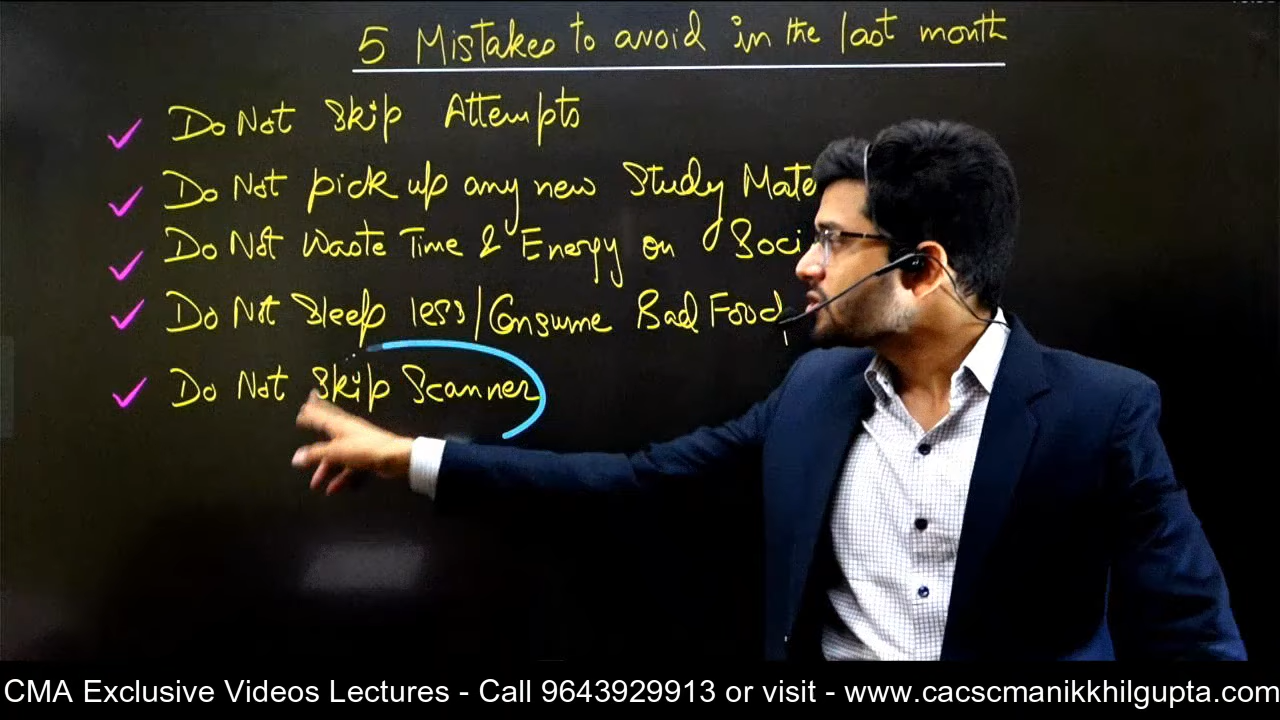 5 Mistakes to avoid in the last month
Do Not Skip Attempts
Do Not pick up any new Study Mate
Do Not Waste Time & Energy on Soci
Do Not Sleep less/Consume Bad Food,
Do Not Skip Scanner
CMA Exclusive Videos Lectures - Call 9643929913 or visit - www.cacscmanikkhilgupta.com